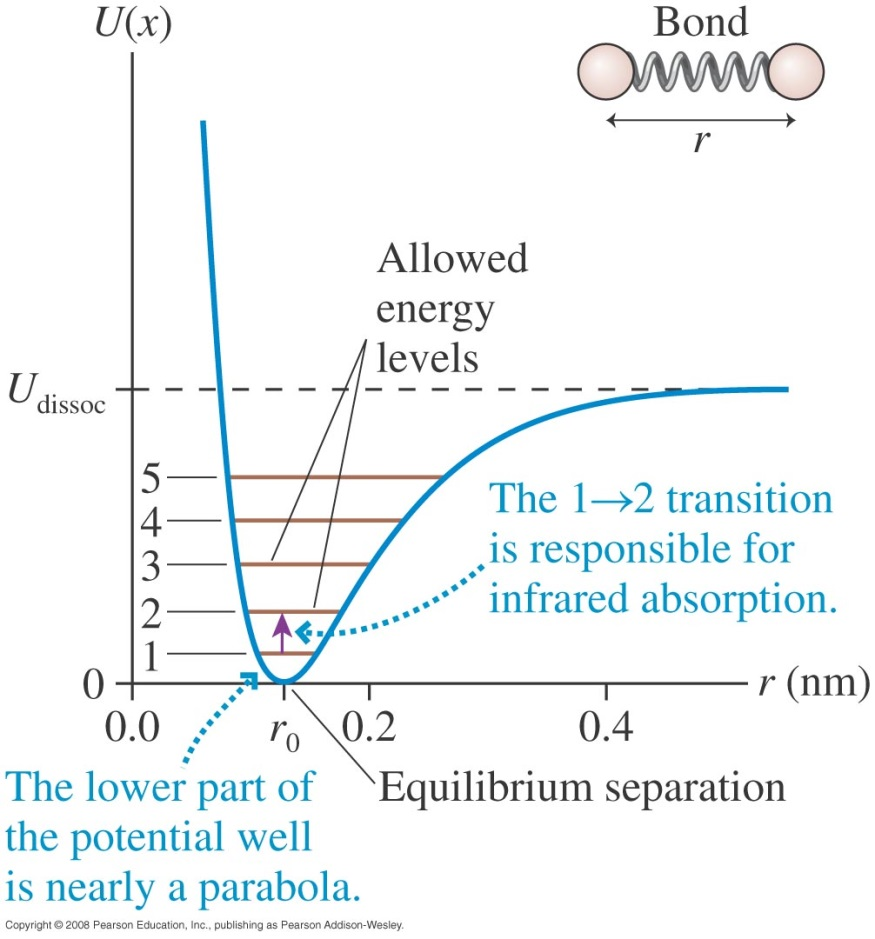 U(x)
Bond
r
Allowed
energy
levels
U dissoc
5
4
3
2
1
0
The 1→2 transition
is responsible for
infrared absorption.
r (nm)
0.0
r0
0.2
0.4
Equilibrium separation
The lower part of
the potential well
is nearly a parabola.
Copyright © 2008 Pearson Education, Inc., publishing as Pearson Addison-Wesley.